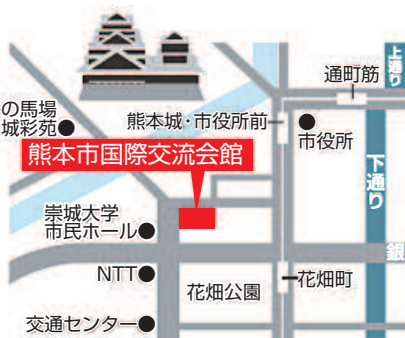 上通り
通町筋
の馬場
城彩苑
熊本城・市役所前
市役所
熊本市国際交流会館
下通り
崇城大学
市民ホール
銀
NTT
花畑公園
花畑町
交通センター